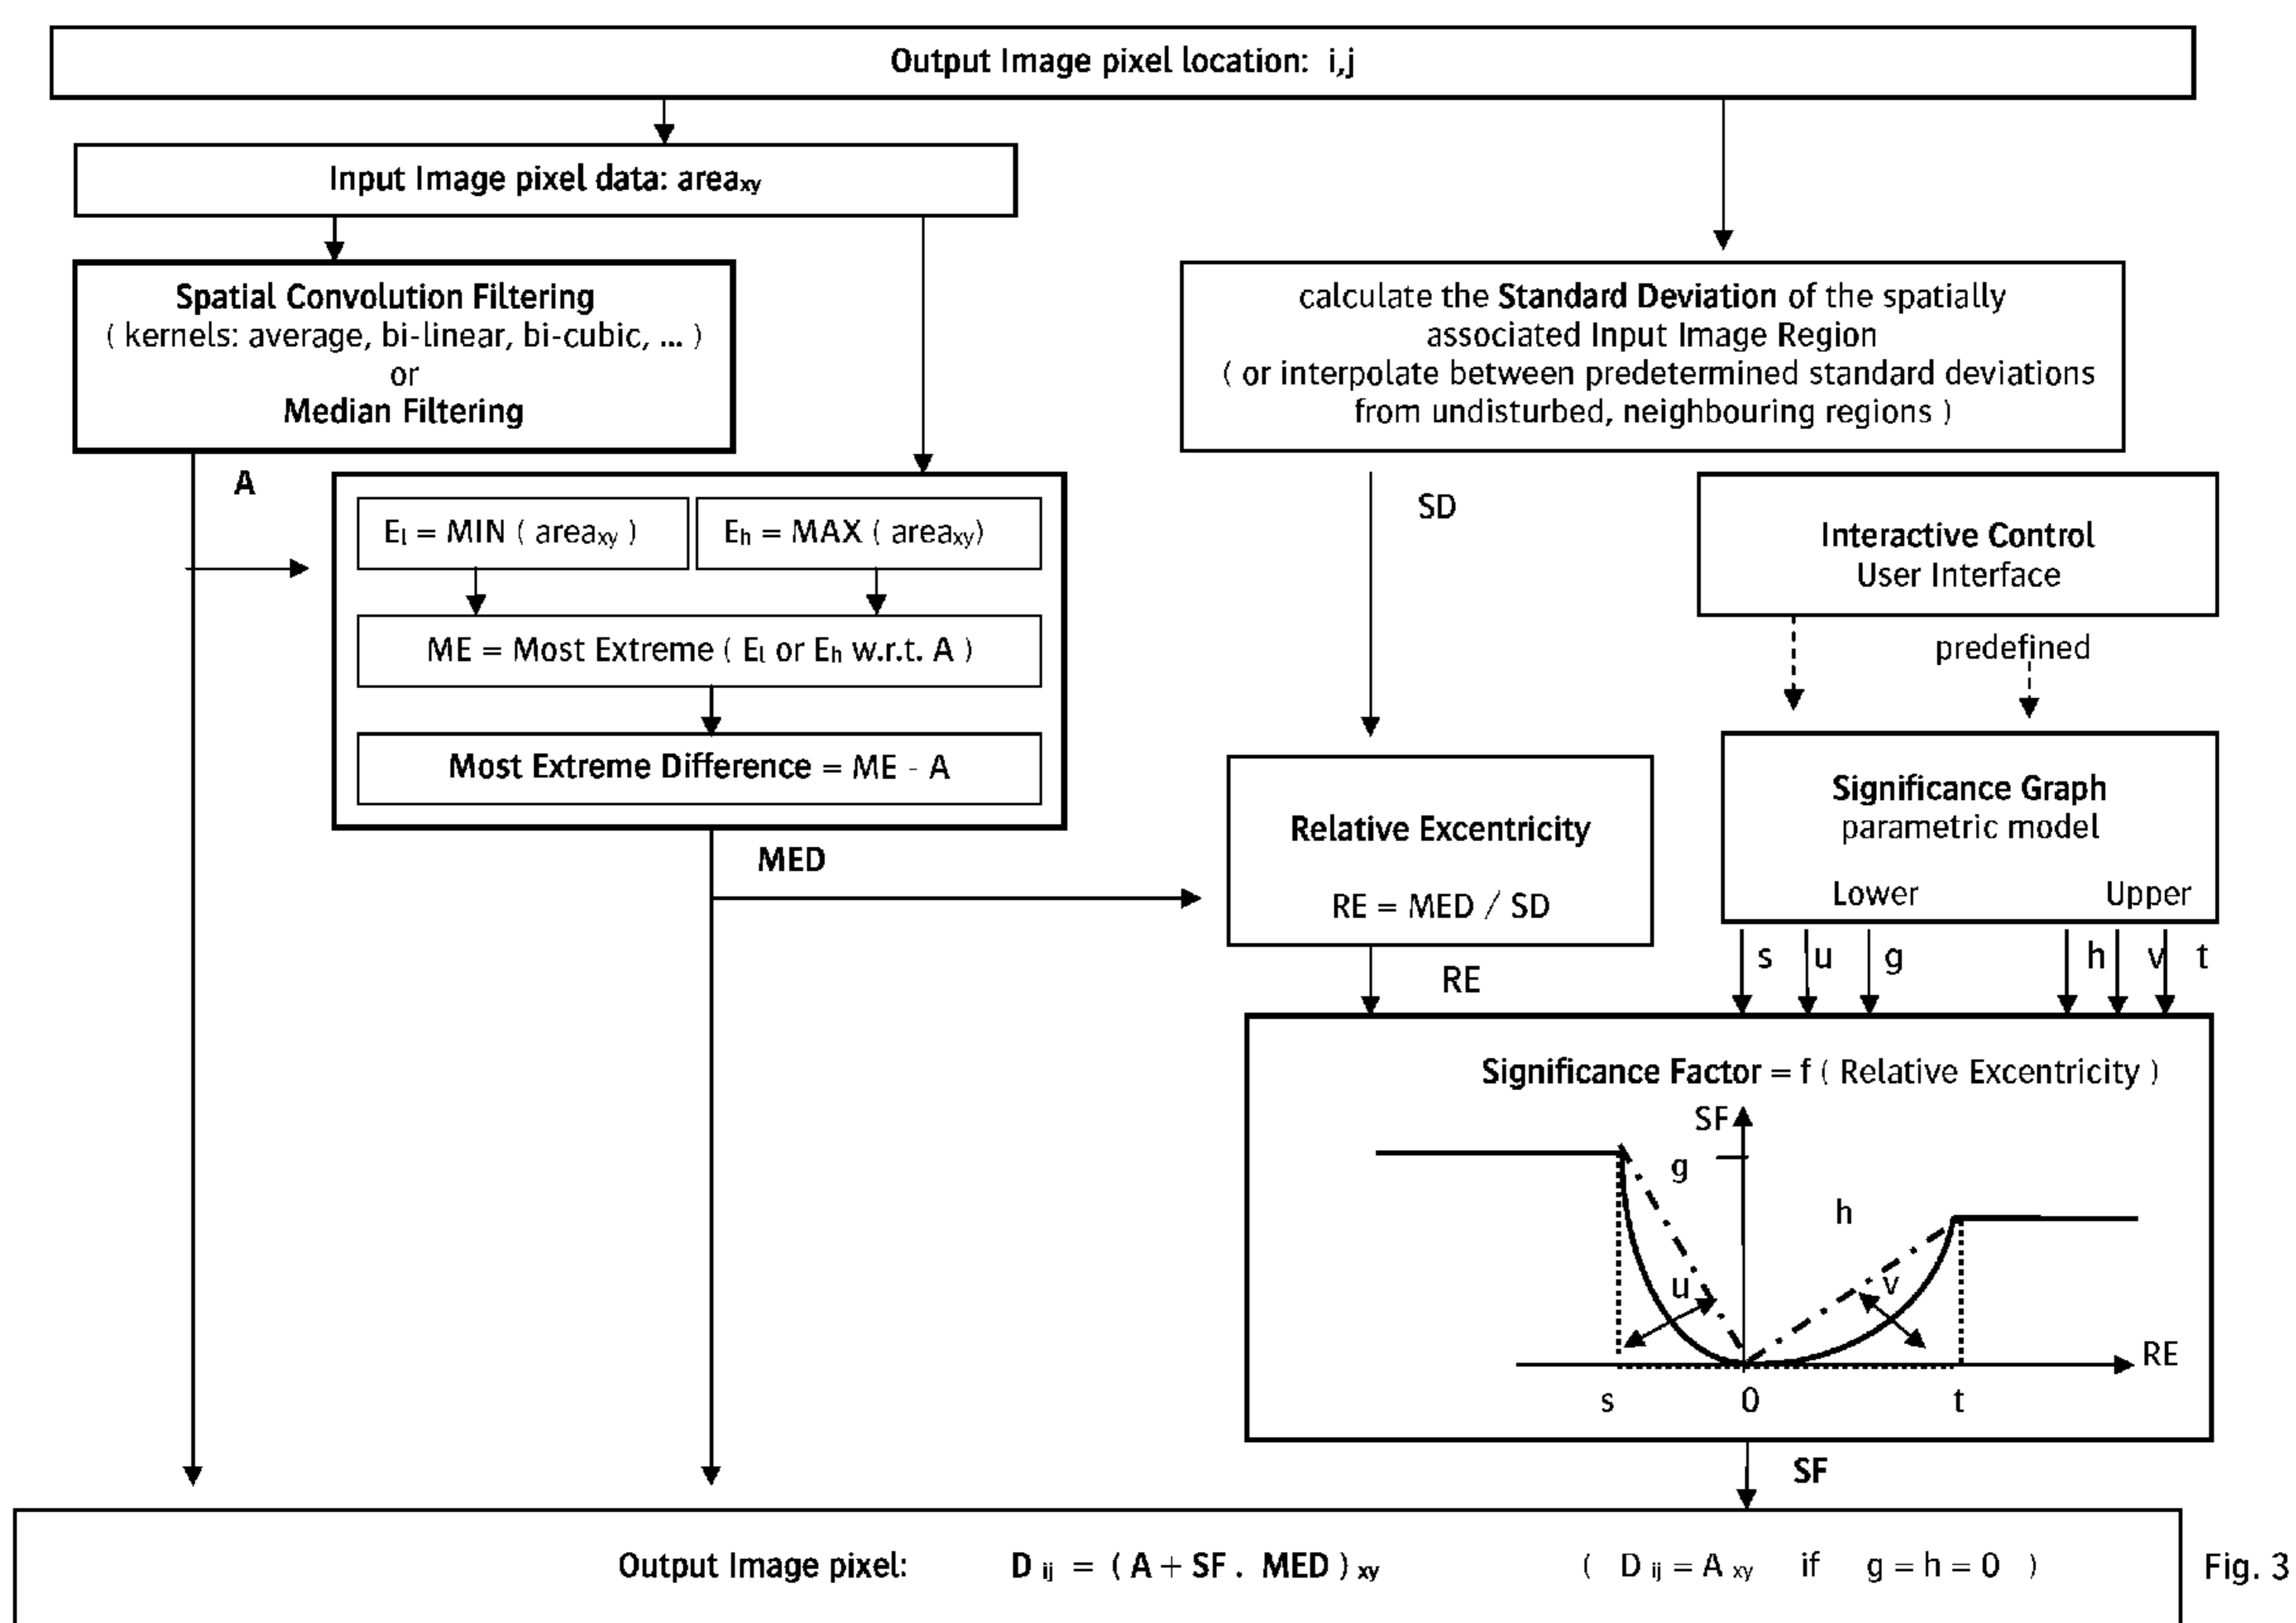 Output Image pixel location: i,j
Input Image pixel data: areaxy
Spatial Convolution Filtering
( kernels: average, bi-linear, bi-cubic, ... )
or
Median Filtering
calculate the Standard Deviation of the spatially
associated Input Image Region
( or interpolate between predetermined standard deviations
from undisturbed, neighbouring regions )
A
El = MIN ( areaxy )
Eh = MAX ( areaxy)
ME = Most Extreme ( El or Eh w.r.t. A )
Most Extreme Difference = ME - A
MED
SD
Interactive Control
User Interface
predefined
Relative Excentricity
RE = MED / SD
RE
Significance Graph
parametric model
Lower Upper
s u g h v t
Significance Factor = f ( Relative Excentricity )
SF
g
h
u
v
RE
s 0 t
SF
Output Image pixel: D ij = ( A + SF . MED ) xy ( D ij = A xy if g = h = 0 )
Fig. 3